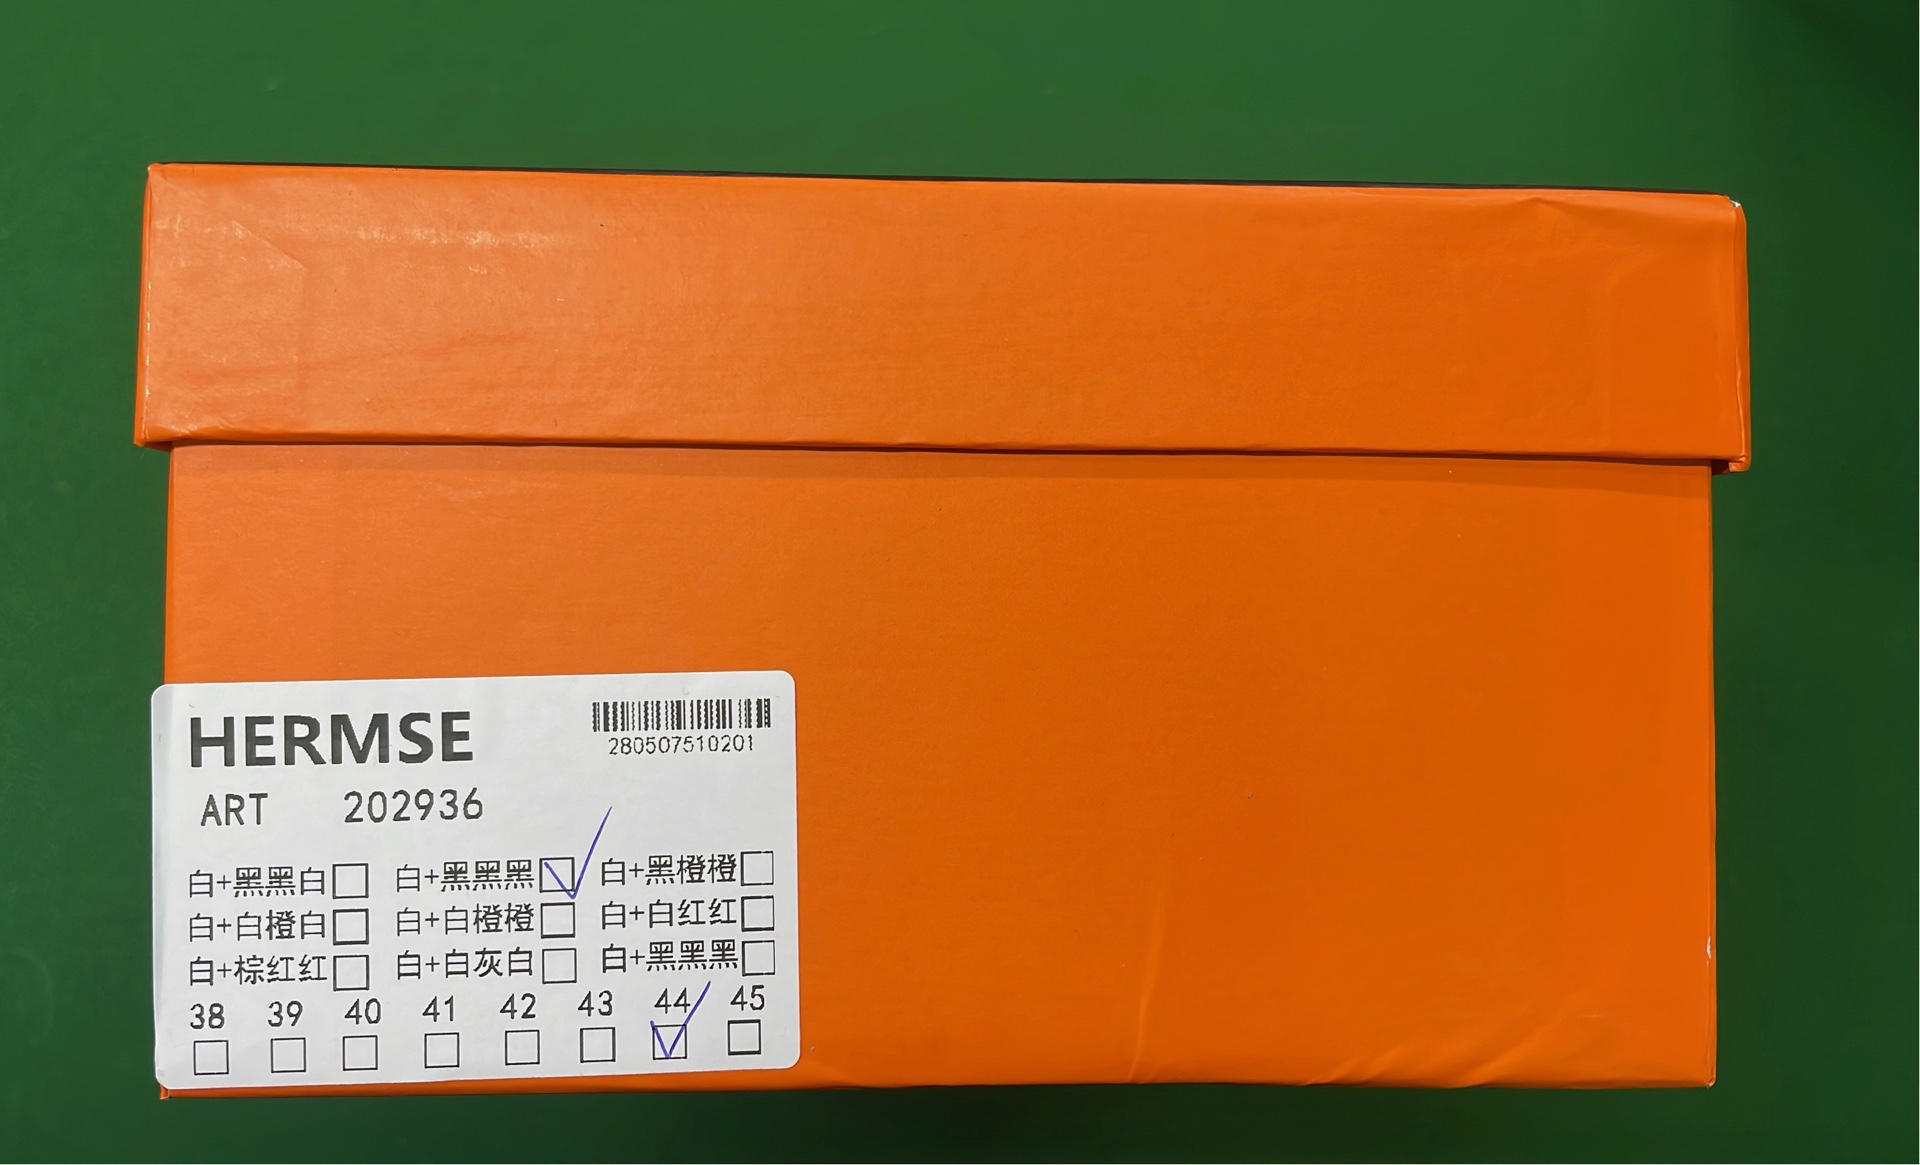 HERMSE
280507510201
ART 202936
白+黑黑白 白+黑黑黑 白+黑橙橙
白+白橙白 白+白橙橙 白+白红红
白+棕红红 白+白灰白 白+黑黑黑
38 39 40 41 42 43 44 45